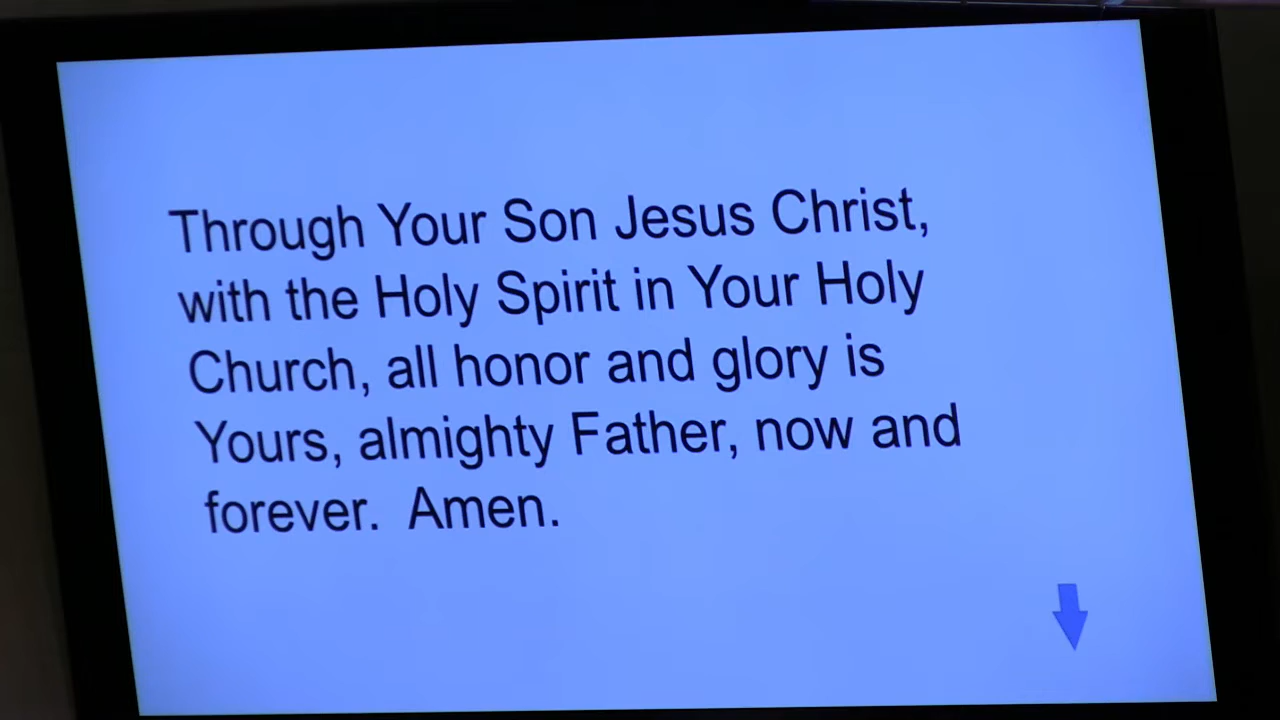 Through Your Son Jesus Christ,
with the Holy Spirit in Your Holy
Church, all honor and glory is
Yours, almighty Father, now and
forever.  Amen.